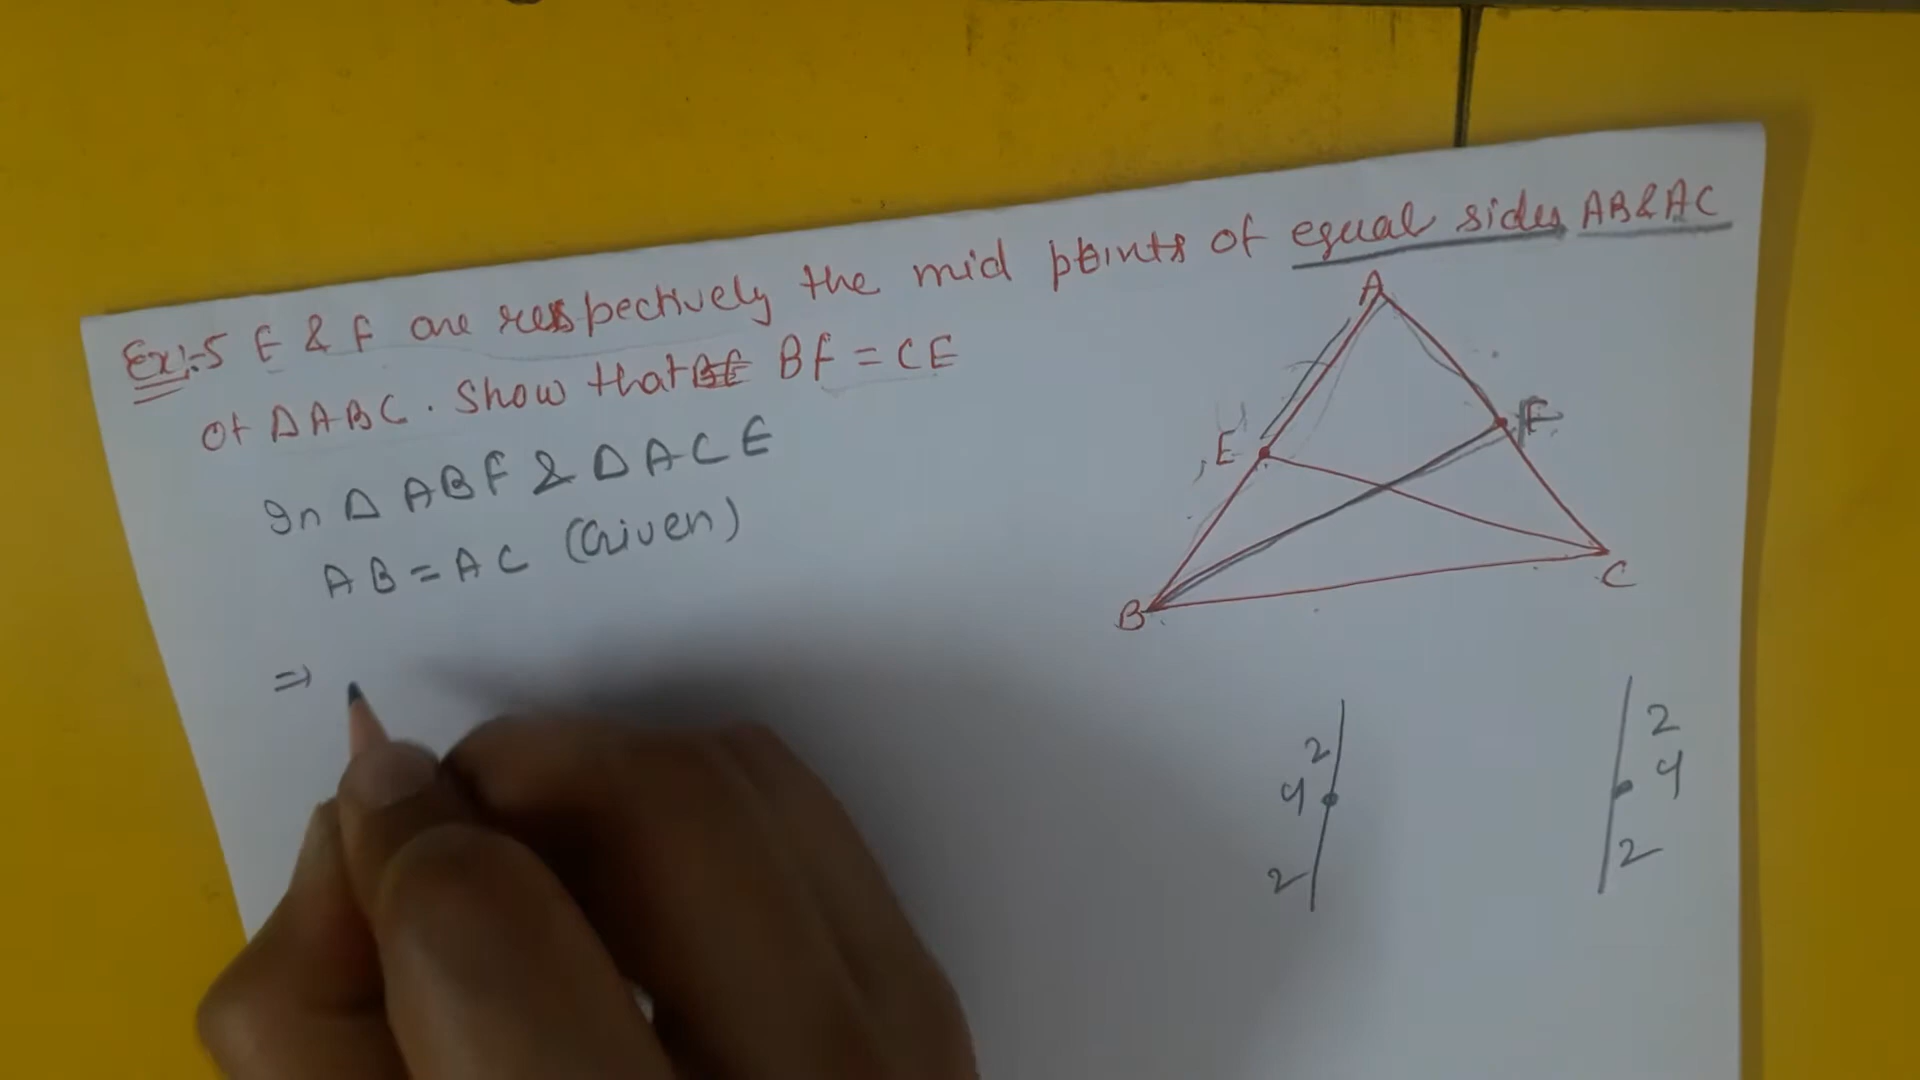 Ex:-5 E & F are respectively the mid points of equal sides AB & AC
of ΔABC. Show that BF = CE
In Δ ABF & Δ ACE
AB = AC (Given)
⇒
A
E
F
B
C
2
4
2
2
4
2